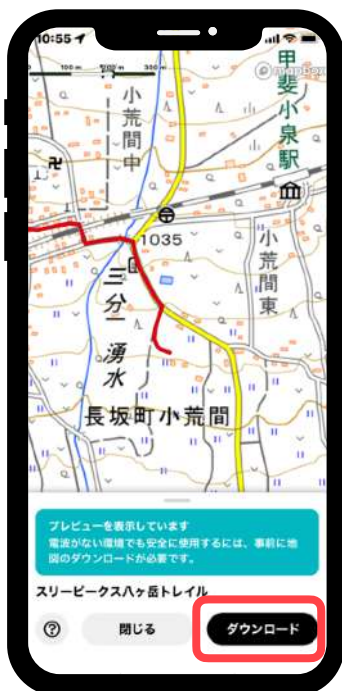 10:55
100 m 200 m 300 m
mapbox
甲斐小泉駅
小荒間中
1035
小荒間東
三分一湧水
長坂町小荒間
プレビューを表示しています
電波がない環境でも安全に使用するには、事前に地
図のダウンロードが必要です。
スリーピークス八ヶ岳トレイル
?
閉じる
ダウンロード